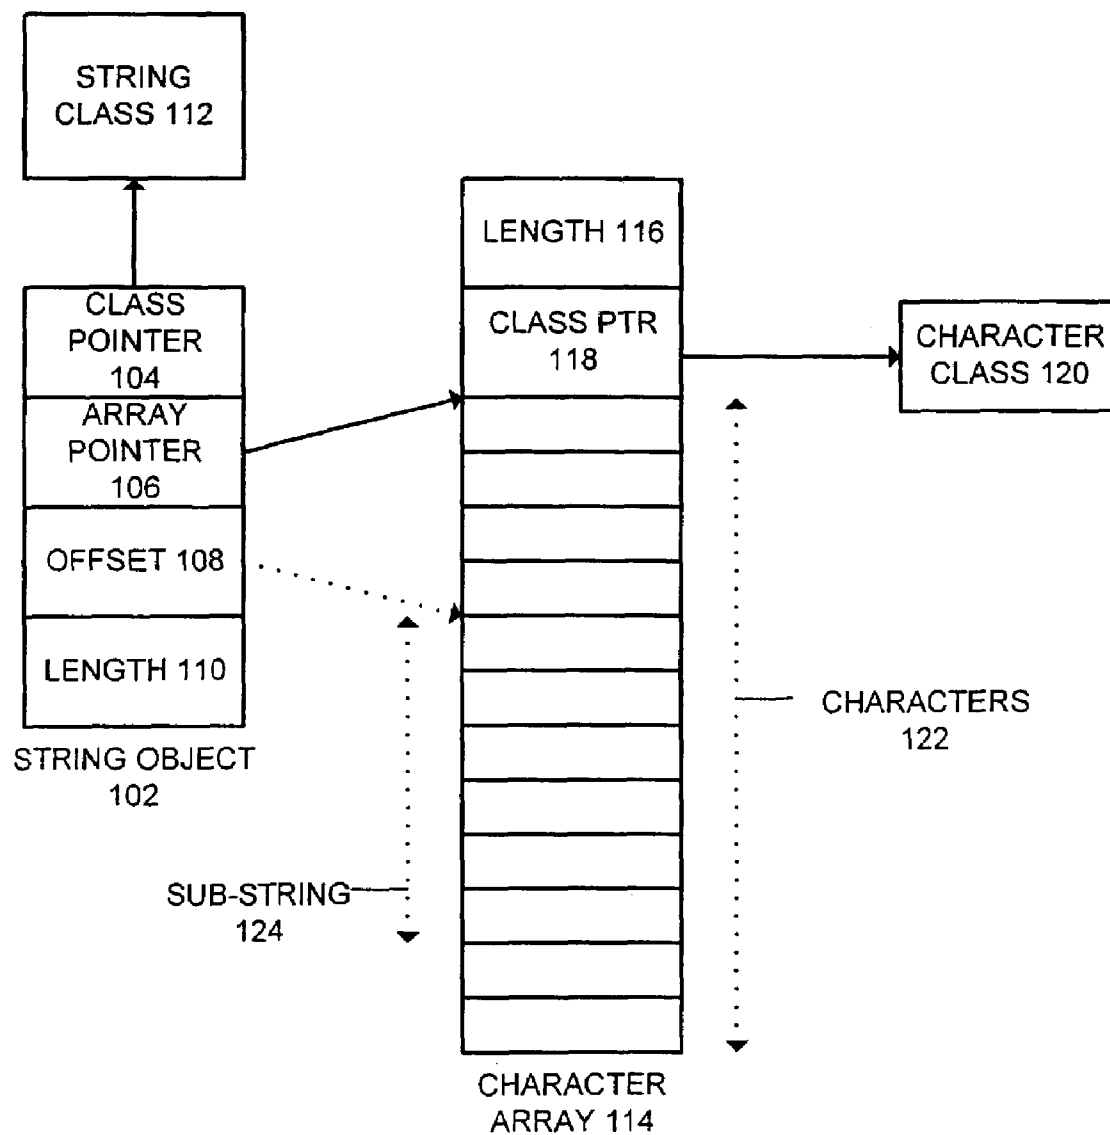 STRING
CLASS 112
LENGTH 116
CLASS
POINTER
104
CLASS PTR
118
CHARACTER
CLASS 120
ARRAY
POINTER
106
OFFSET 108
LENGTH 110
STRING OBJECT
102
CHARACTERS
122
SUB-STRING
124
CHARACTER
ARRAY 114